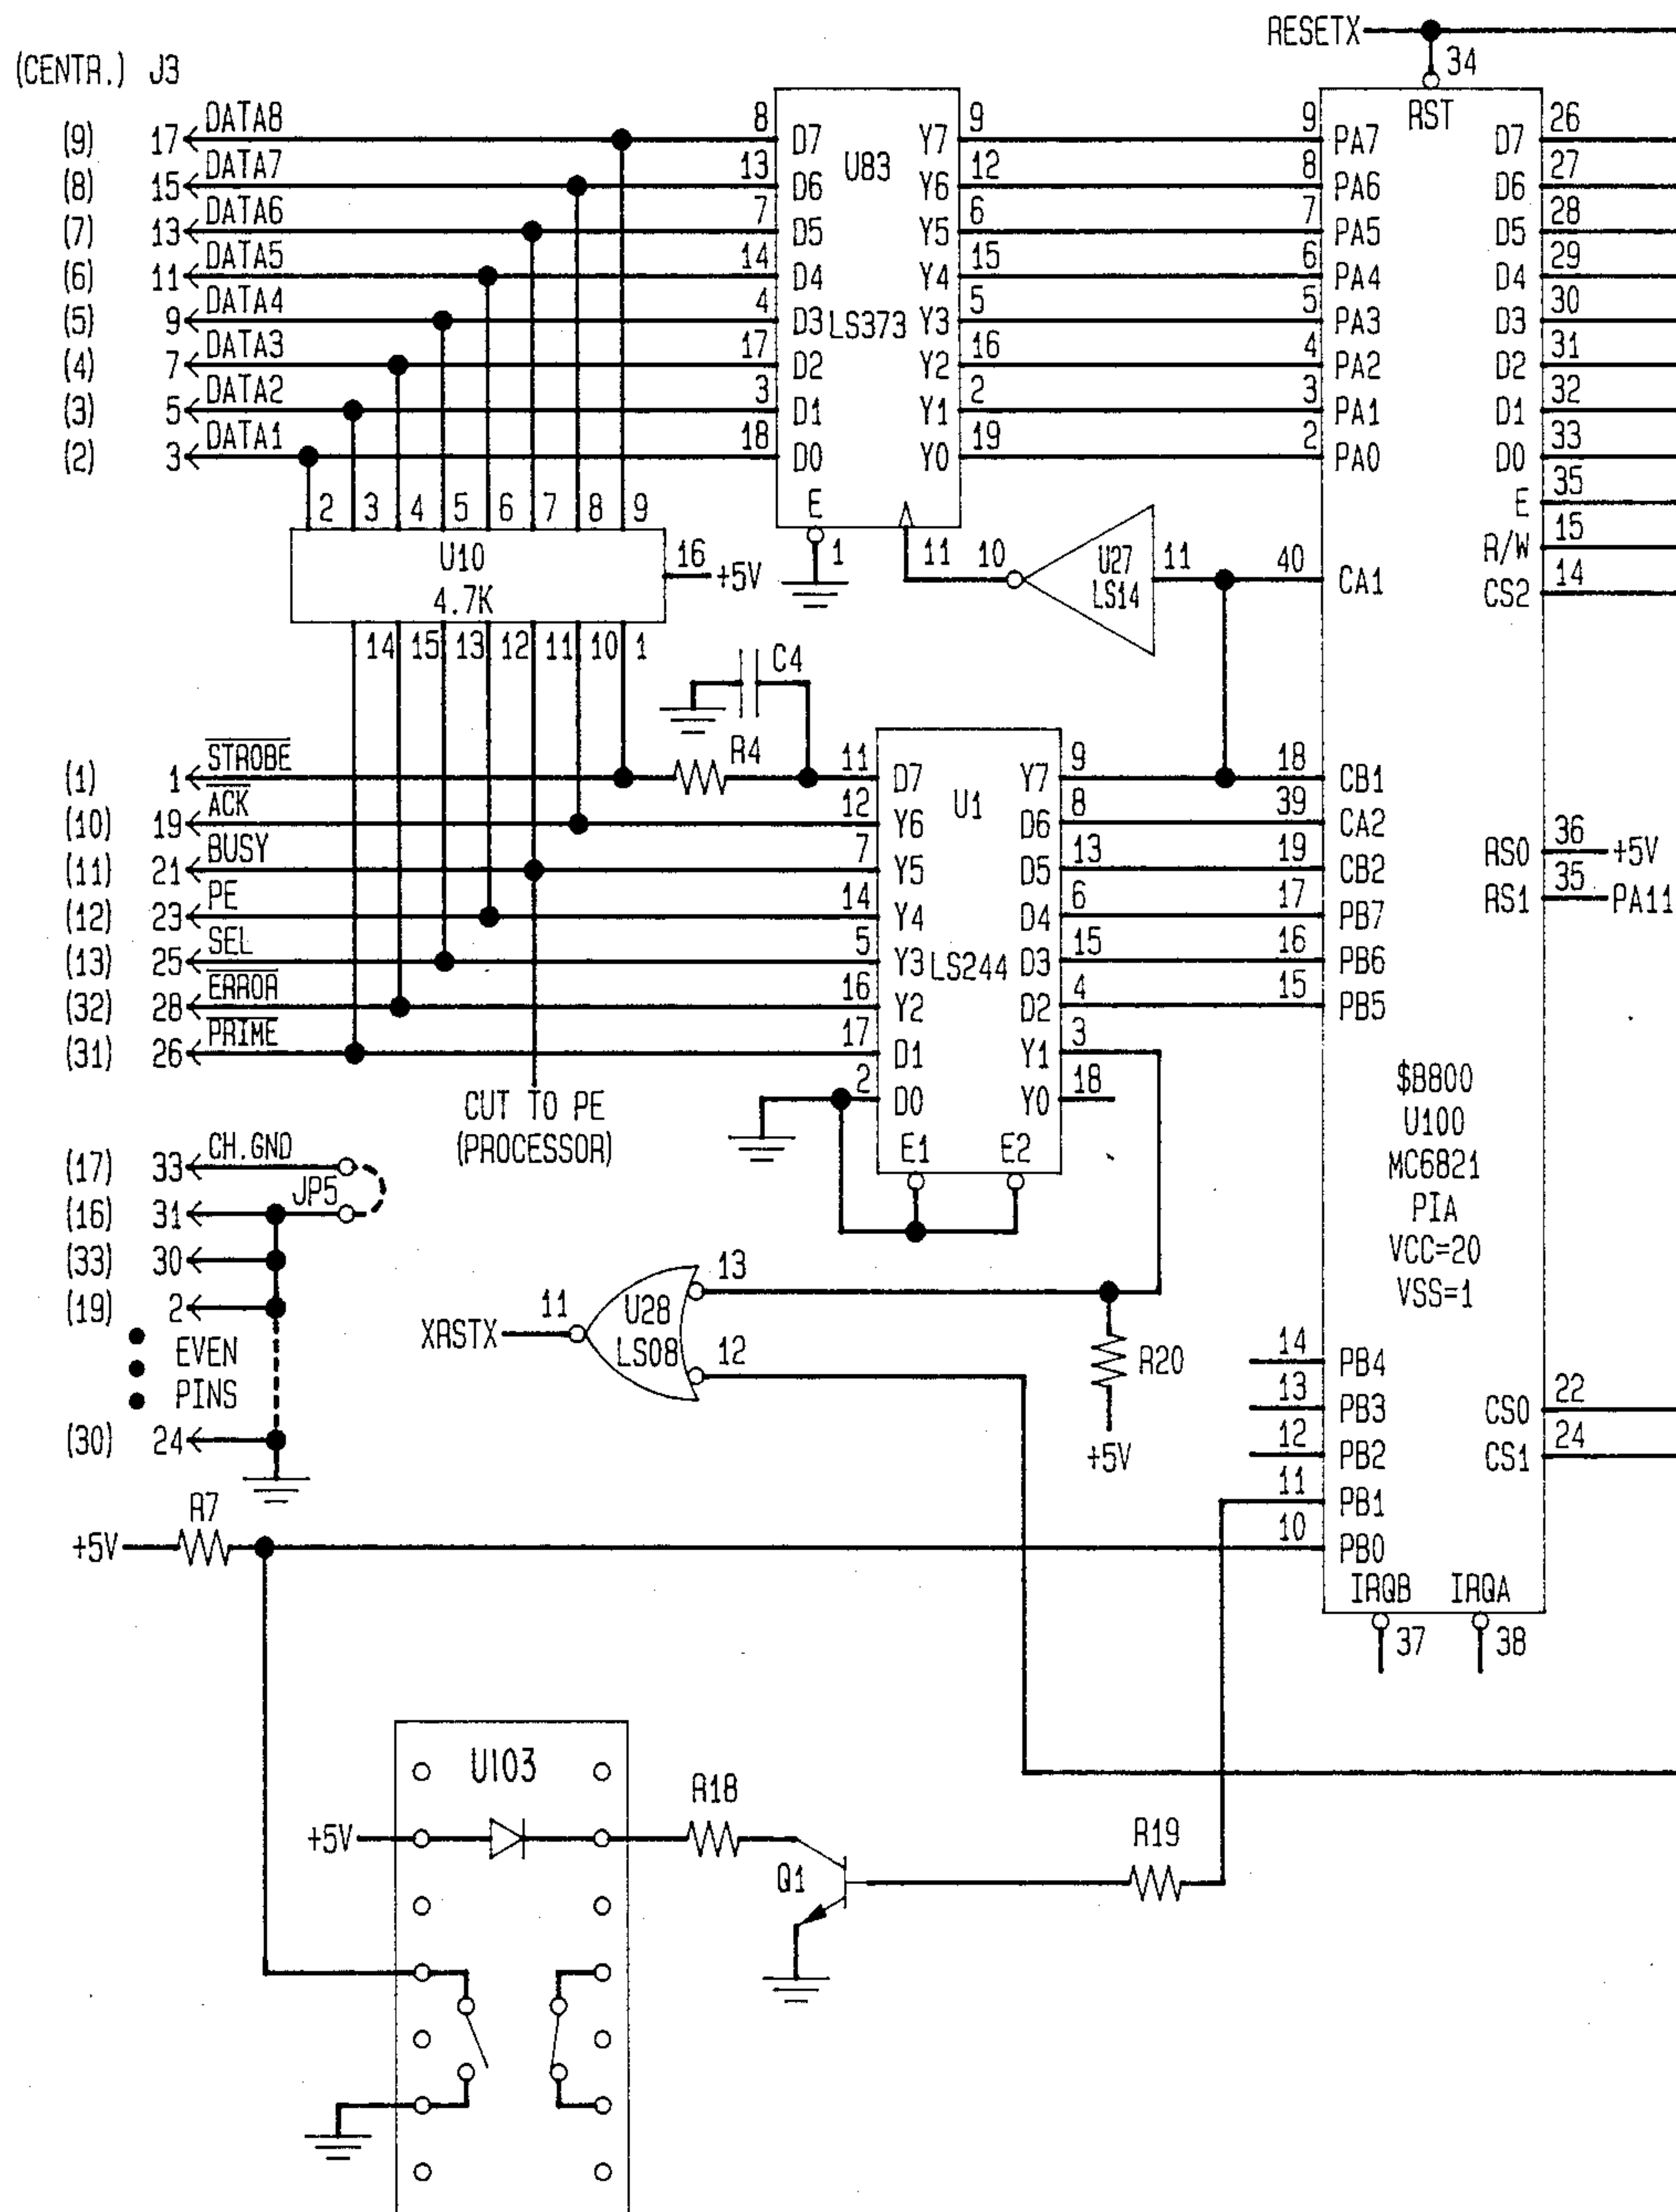 RESETX
34
(CENTR.) J3
RST
(9) 17 DATA8 8 D7 Y7 9 9 PA7 D7 26
U83
(8) 15 DATA7 13 D6 Y6 12 8 PA6 D6 27
(7) 13 DATA6 7 D5 Y5 6 7 PA5 D5 28
(6) 11 DATA5 14 D4 Y4 15 6 PA4 D4 29
(5) 9 DATA4 4 D3 LS373 Y3 5 5 PA3 D3 30
(4) 7 DATA3 17 D2 Y2 16 4 PA2 D2 31
(3) 5 DATA2 3 D1 Y1 2 3 PA1 D1 32
(2) 3 DATA1 18 D0 Y0 19 2 PA0 D0 33
E 35
2 3 4 5 6 7 8 9 E
U10 16 +5V 1 11 10 U27 11 40 CA1 R/W 15
4.7K LS14 CS2 14
14 15 13 12 11 10 1
C4
R4
(1) 1 STROBE 11 D7 Y7 9 18 CB1
U1
(10) 19 ACK 12 Y6 D6 8 39 CA2
(11) 21 BUSY 7 Y5 D5 13 19 CB2 RS0 36 +5V
(12) 23 PE 14 Y4 D4 6 17 PB7 RS1 35 PA11
(13) 25 SEL 5 Y3 LS244 D3 15 16 PB6
(32) 28 ERROR 16 Y2 D2 4 15 PB5
(31) 26 PRIME 17 D1 Y1 3
2 D0 Y0 18
CUT TO PE
(PROCESSOR)
E1 E2
$B800
U100
MC6821
PIA
VCC=20
VSS=1
(17) 33 CH.GND
JP5
(16) 31
(33) 30
(19) 2
EVEN
PINS
(30) 24
XRSTX 11 U28 13
LS08 12
R20
+5V
14 PB4
13 PB3 CS0 22
12 PB2 CS1 24
11 PB1
+5V R7 10 PB0
IRQB IRQA
37 38
U103
+5V R18
Q1
R19